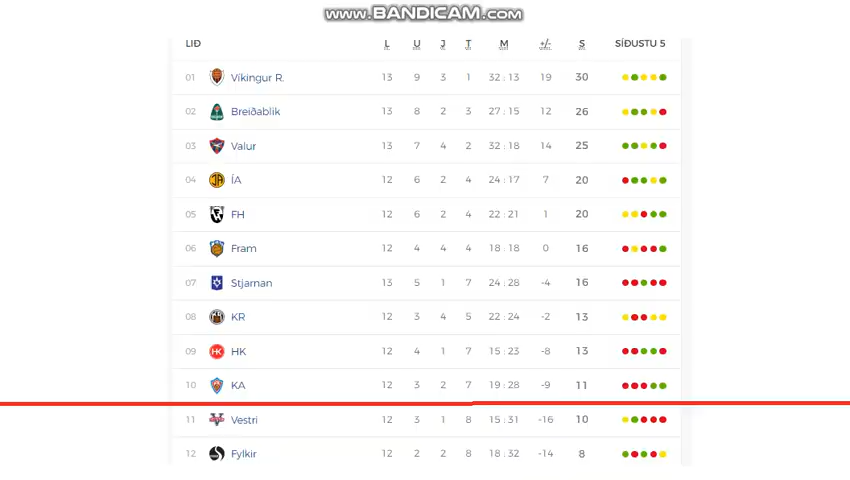 www.BANDICAM.com
LIÐ L U J T M +/- S SÍÐUSTU 5
01 Víkingur R. 13 9 3 1 32 : 13 19 30
02 Breiðablik 13 8 2 3 27 : 15 12 26
03 Valur 13 7 4 2 32 : 18 14 25
04 ÍA 12 6 2 4 24 : 17 7 20
05 FH 12 6 2 4 22 : 21 1 20
06 Fram 12 4 4 4 18 : 18 0 16
07 Stjarnan 13 5 1 7 24 : 28 -4 16
08 KR 12 3 4 5 22 : 24 -2 13
09 HK HK 12 4 1 7 15 : 23 -8 13
10 KA 12 3 2 7 19 : 28 -9 11
11 Vestri 12 3 1 8 15 : 31 -16 10
12 Fylkir 12 2 2 8 18 : 32 -14 8